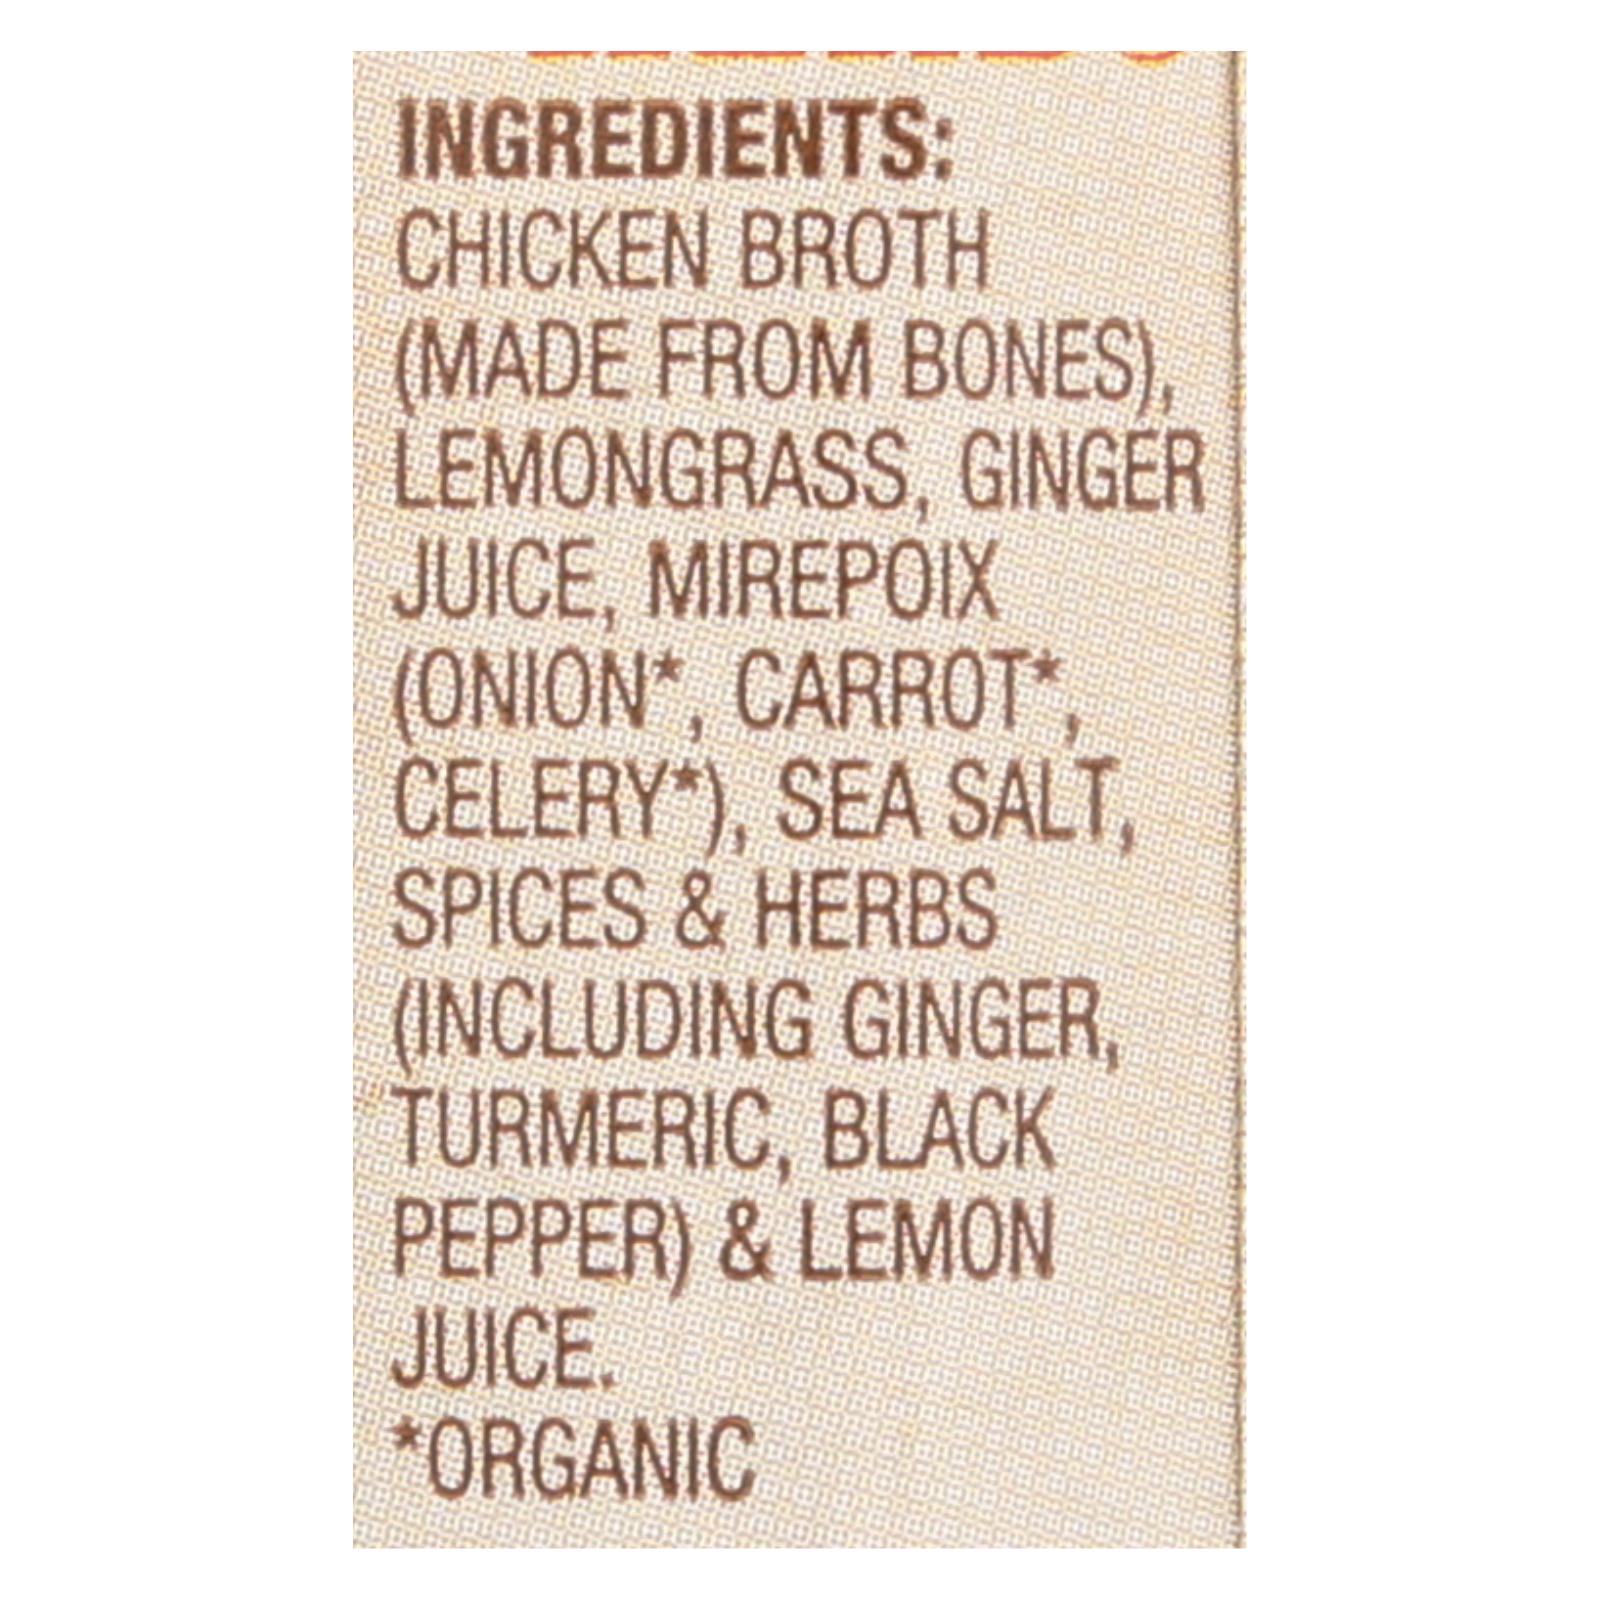 INGREDIENTS:
CHICKEN BROTH
(MADE FROM BONES),
LEMONGRASS, GINGER
JUICE, MIREPOIX
(ONION*, CARROT*,
CELERY*), SEA SALT,
SPICES & HERBS
(INCLUDING GINGER,
TURMERIC, BLACK
PEPPER) & LEMON
JUICE.
*ORGANIC